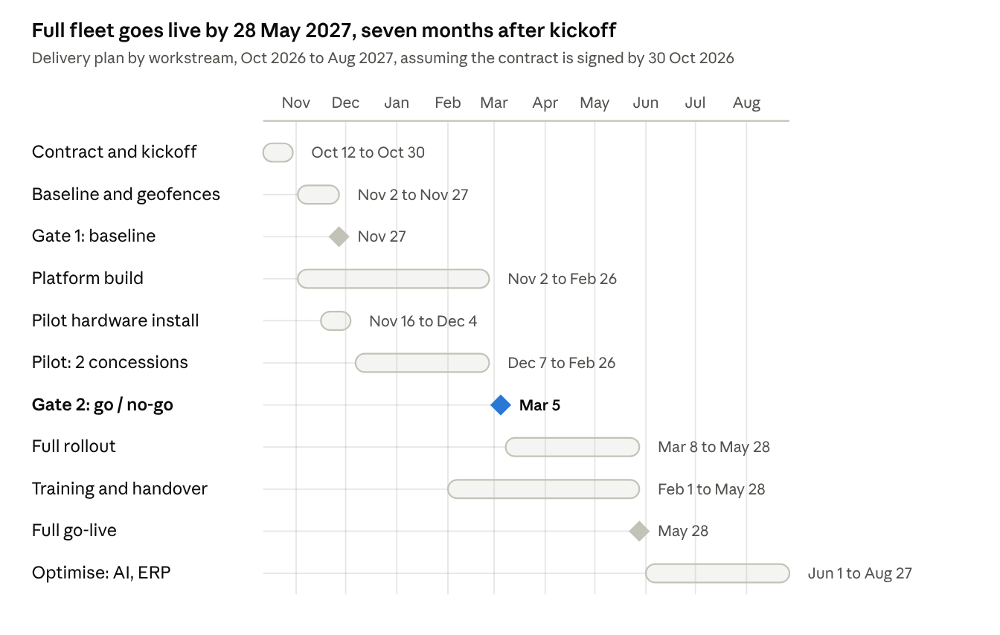 Full fleet goes live by 28 May 2027, seven months after kickoff
Delivery plan by workstream, Oct 2026 to Aug 2027, assuming the contract is signed by 30 Oct 2026
Nov Dec Jan Feb Mar Apr May Jun Jul Aug
Contract and kickoff Oct 12 to Oct 30
Baseline and geofences Nov 2 to Nov 27
Gate 1: baseline Nov 27
Platform build Nov 2 to Feb 26
Pilot hardware install Nov 16 to Dec 4
Pilot: 2 concessions Dec 7 to Feb 26
Gate 2: go / no-go Mar 5
Full rollout Mar 8 to May 28
Training and handover Feb 1 to May 28
Full go-live May 28
Optimise: AI, ERP Jun 1 to Aug 27